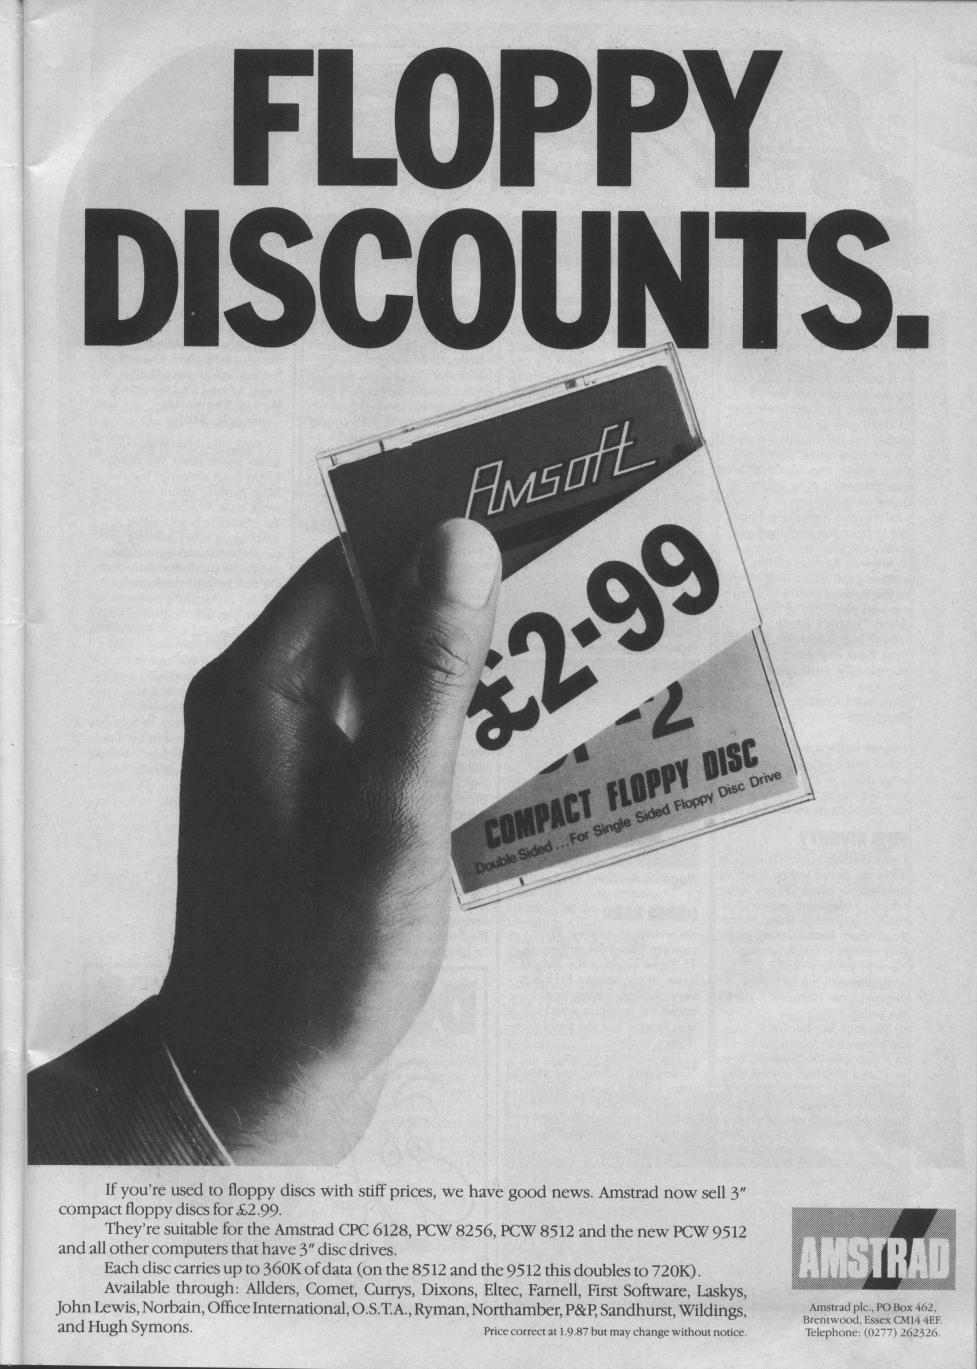 FLOPPY
DISCOUNTS.
Amsoft
£2·99
-2
COMPACT FLOPPY DISC
Double Sided...For Single Sided Floppy Disc Drive
If you're used to floppy discs with stiff prices, we have good news. Amstrad now sell 3″
compact floppy discs for £2.99.
They're suitable for the Amstrad CPC 6128, PCW 8256, PCW 8512 and the new PCW 9512
and all other computers that have 3″ disc drives.
Each disc carries up to 360K of data (on the 8512 and the 9512 this doubles to 720K).
Available through: Allders, Comet, Currys, Dixons, Eltec, Farnell, First Software, Laskys,
John Lewis, Norbain, Office International, O.S.T.A., Ryman, Northamber, P&P, Sandhurst, Wildings,
and Hugh Symons.
Price correct at 1.9.87 but may change without notice.
AMSTRAD
Amstrad plc., PO Box 462,
Brentwood, Essex CM14 4EF.
Telephone: (0277) 262326.